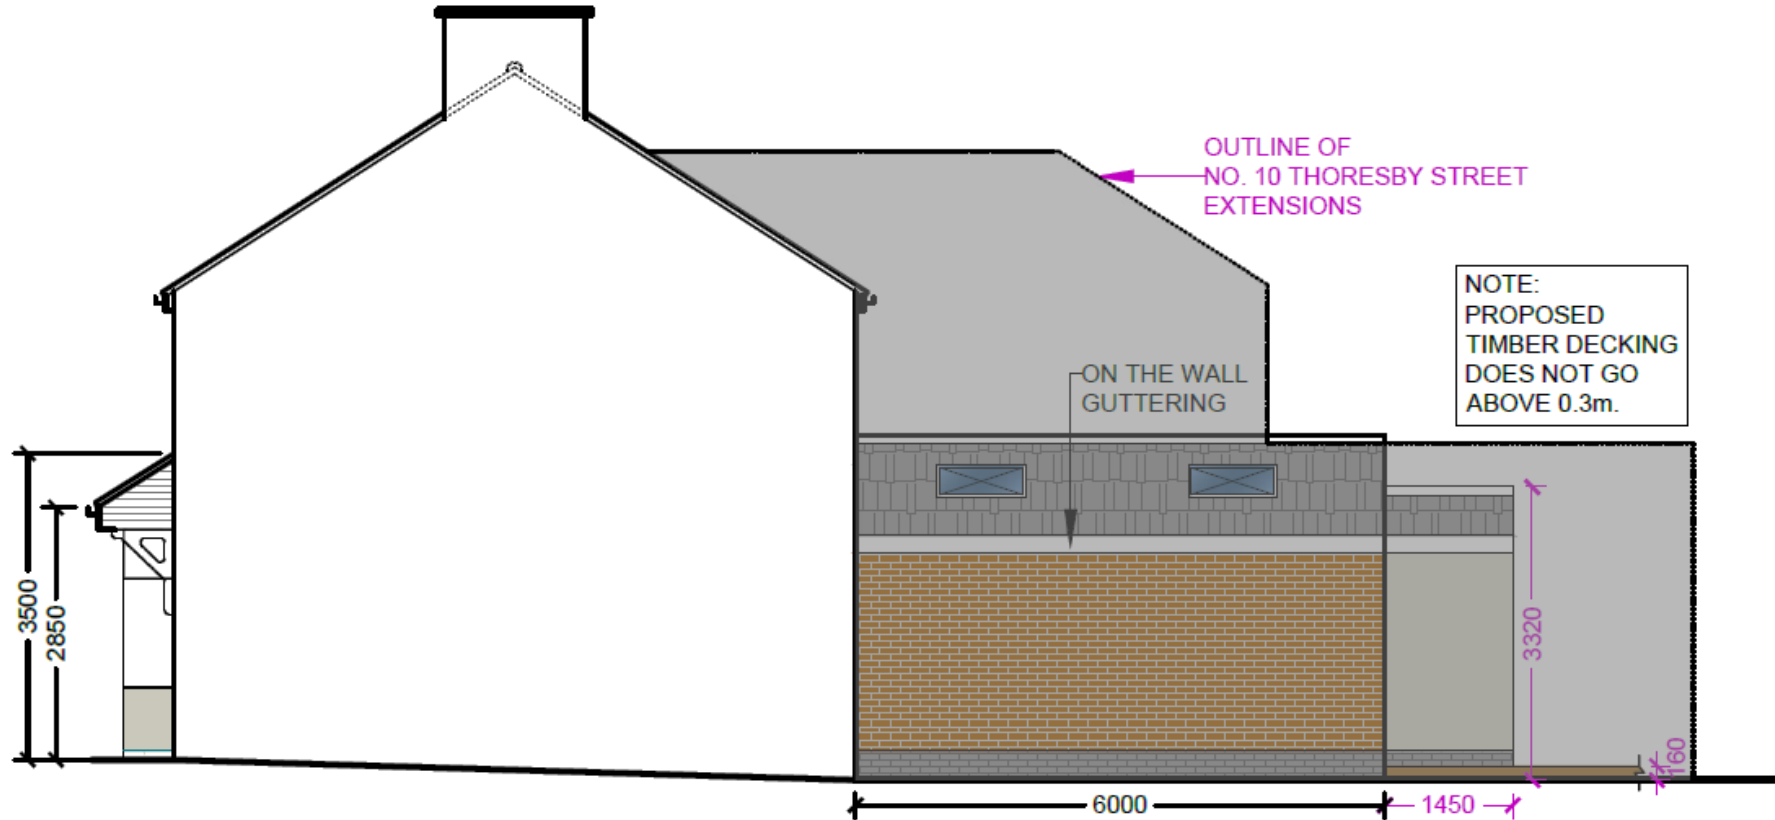 OUTLINE OF
NO. 10 THORESBY STREET
EXTENSIONS
NOTE:
PROPOSED
TIMBER DECKING
DOES NOT GO
ABOVE 0.3m.
ON THE WALL
GUTTERING
3500
2850
3320
160
6000
1450